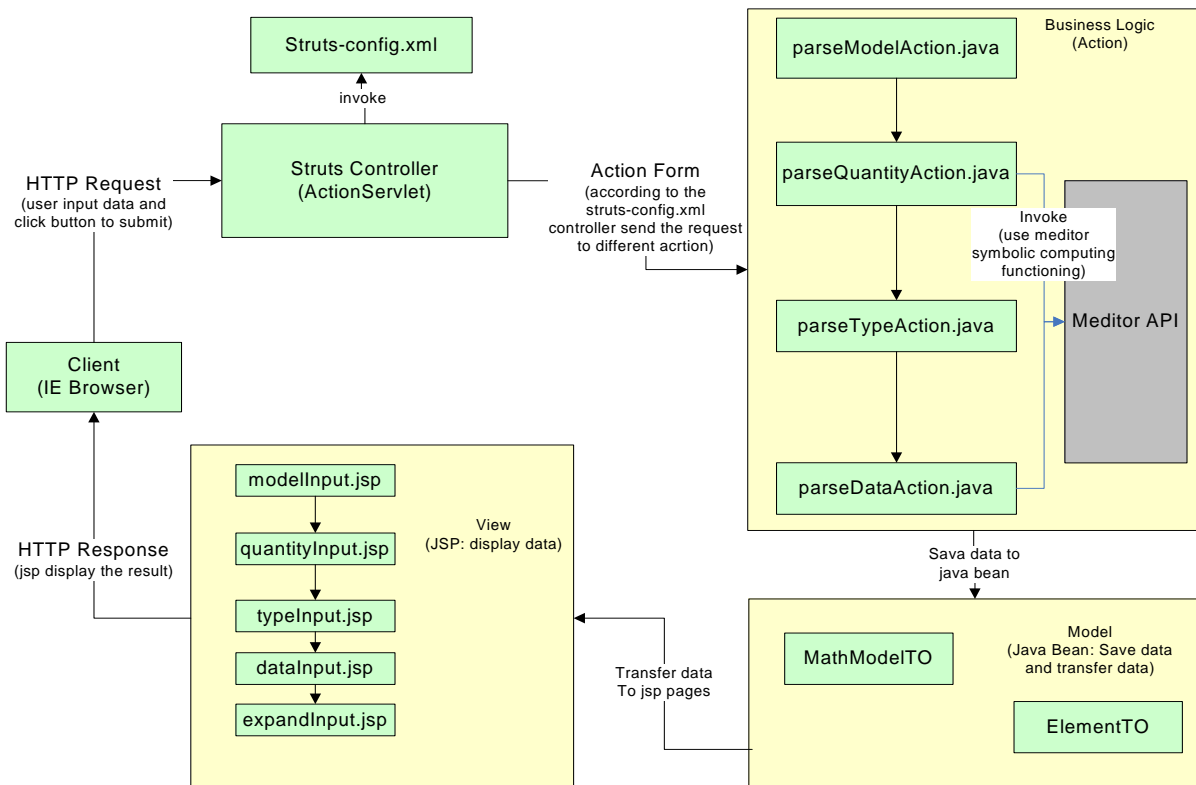 Struts-config.xml
invoke
Struts Controller
(ActionServlet)
HTTP Request
(user input data and
click button to submit)
Action Form
(according to the
struts-config.xml
controller send the request
to different acrtion)
Business Logic
(Action)
parseModelAction.java
parseQuantityAction.java
Invoke
(use meditor
symbolic computing
functioning)
parseTypeAction.java
Meditor API
parseDataAction.java
Client
(IE Browser)
HTTP Response
(jsp display the result)
View
(JSP: display data)
modelInput.jsp
quantityInput.jsp
typeInput.jsp
dataInput.jsp
expandInput.jsp
Sava data to
java bean
Model
(Java Bean: Save data
and transfer data)
MathModelTO
ElementTO
Transfer data
To jsp pages